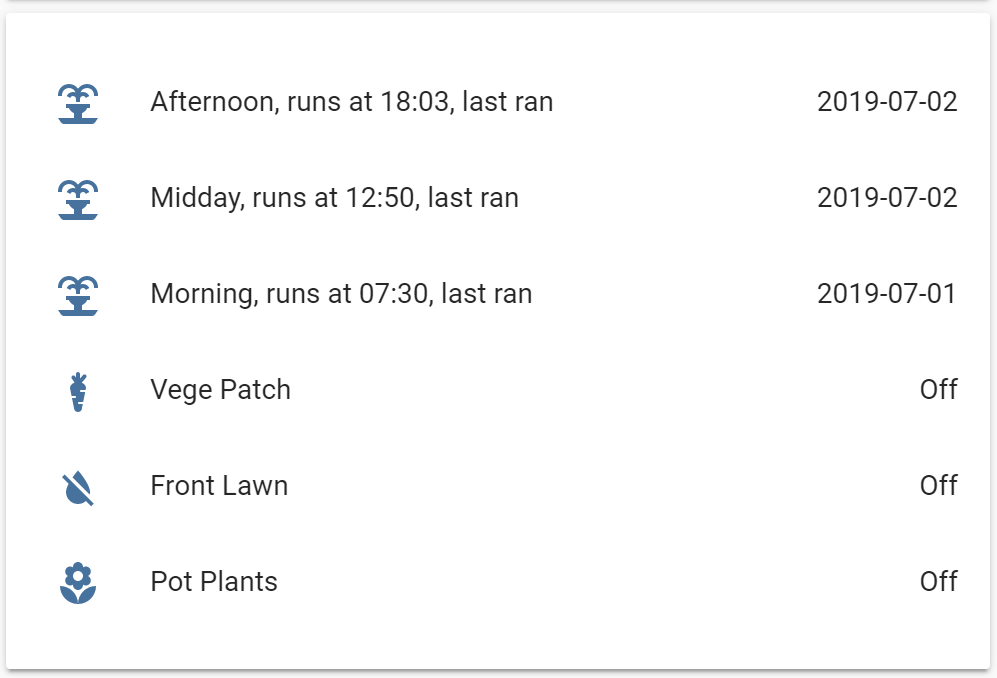 Afternoon, runs at 18:03, last ran 2019-07-02
Midday, runs at 12:50, last ran 2019-07-02
Morning, runs at 07:30, last ran 2019-07-01
Vege Patch Off
Front Lawn Off
Pot Plants Off